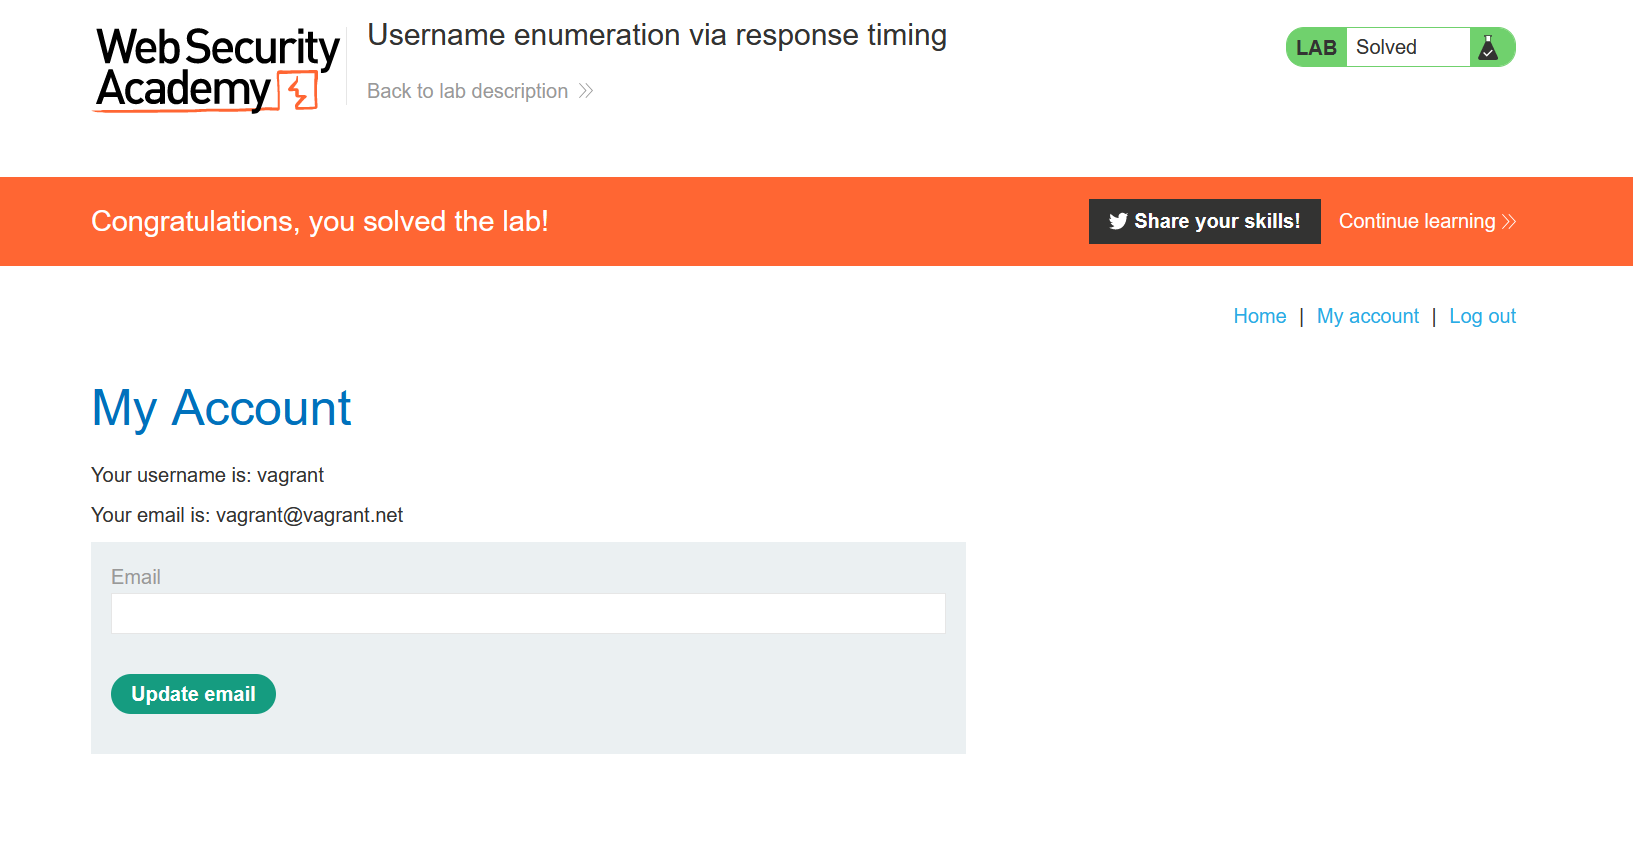 Web Security
Academy
Username enumeration via response timing
Back to lab description
LAB Solved
Congratulations, you solved the lab!
Share your skills!
Continue learning
Home | My account | Log out
My Account
Your username is: vagrant
Your email is: vagrant@vagrant.net
Email
Update email